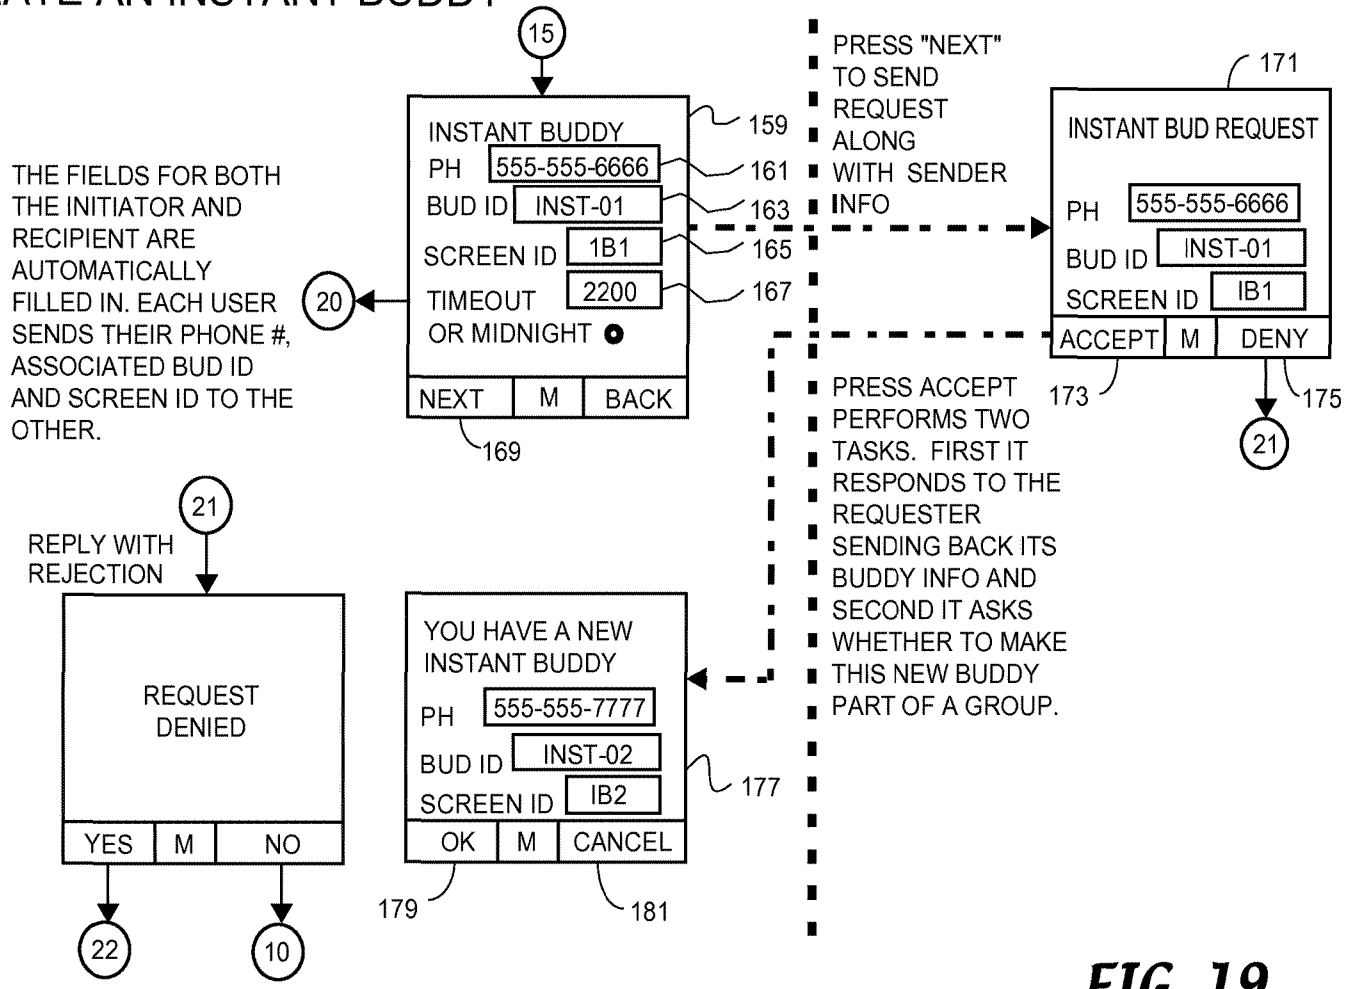 AN INSTANT BUDDY
15
THE FIELDS FOR BOTH
THE INITIATOR AND
RECIPIENT ARE
AUTOMATICALLY
FILLED IN. EACH USER
SENDS THEIR PHONE #,
ASSOCIATED BUD ID
AND SCREEN ID TO THE
OTHER.
20
INSTANT BUDDY
PH 555-555-6666
BUD ID INST-01
SCREEN ID 1B1
TIMEOUT 2200
OR MIDNIGHT
NEXT M BACK
159
161
163
165
167
169
PRESS "NEXT"
TO SEND
REQUEST
ALONG
WITH SENDER
INFO
171
INSTANT BUD REQUEST
PH 555-555-6666
BUD ID INST-01
SCREEN ID IB1
ACCEPT M DENY
173
175
21
PRESS ACCEPT
PERFORMS TWO
TASKS. FIRST IT
RESPONDS TO THE
REQUESTER
SENDING BACK ITS
BUDDY INFO AND
SECOND IT ASKS
WHETHER TO MAKE
THIS NEW BUDDY
PART OF A GROUP.
21
REPLY WITH
REJECTION
REQUEST
DENIED
YES M NO
22
10
YOU HAVE A NEW
INSTANT BUDDY
PH 555-555-7777
BUD ID INST-02
SCREEN ID IB2
OK M CANCEL
177
179
181
FIG. 19